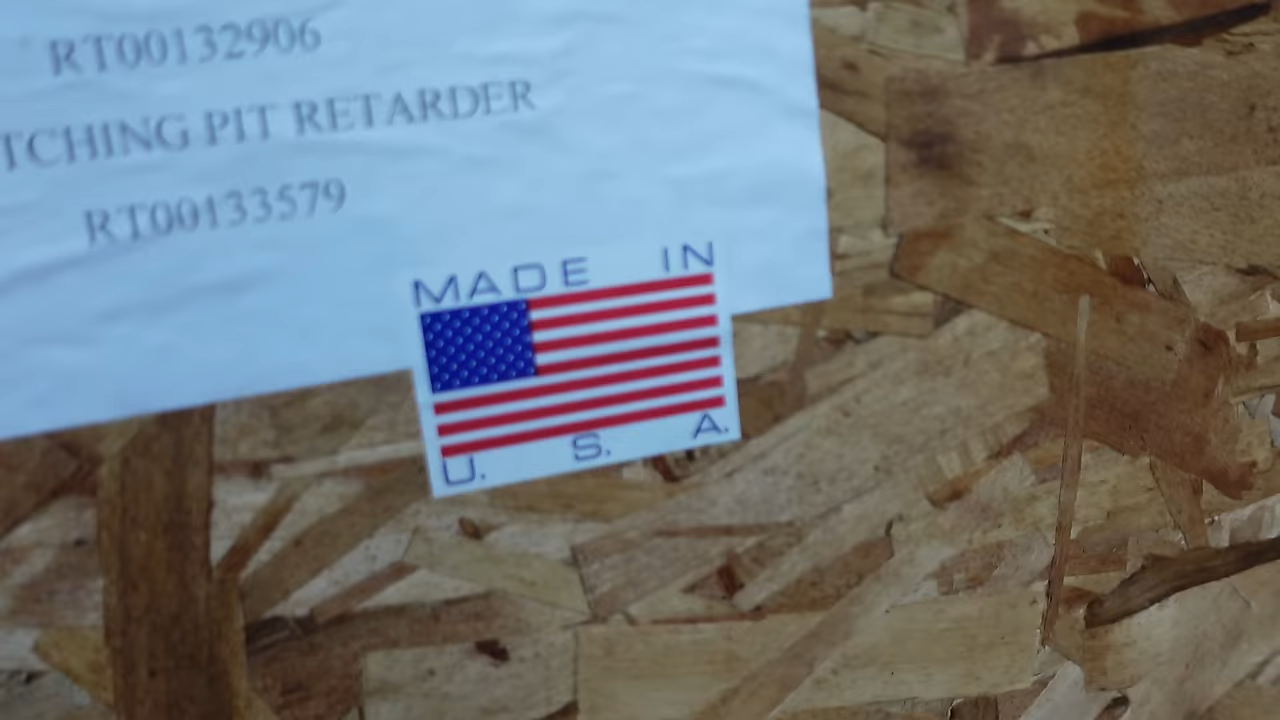 RT00132906
TCHING PIT RETARDER
RT00133579
MADE IN
U. S. A.